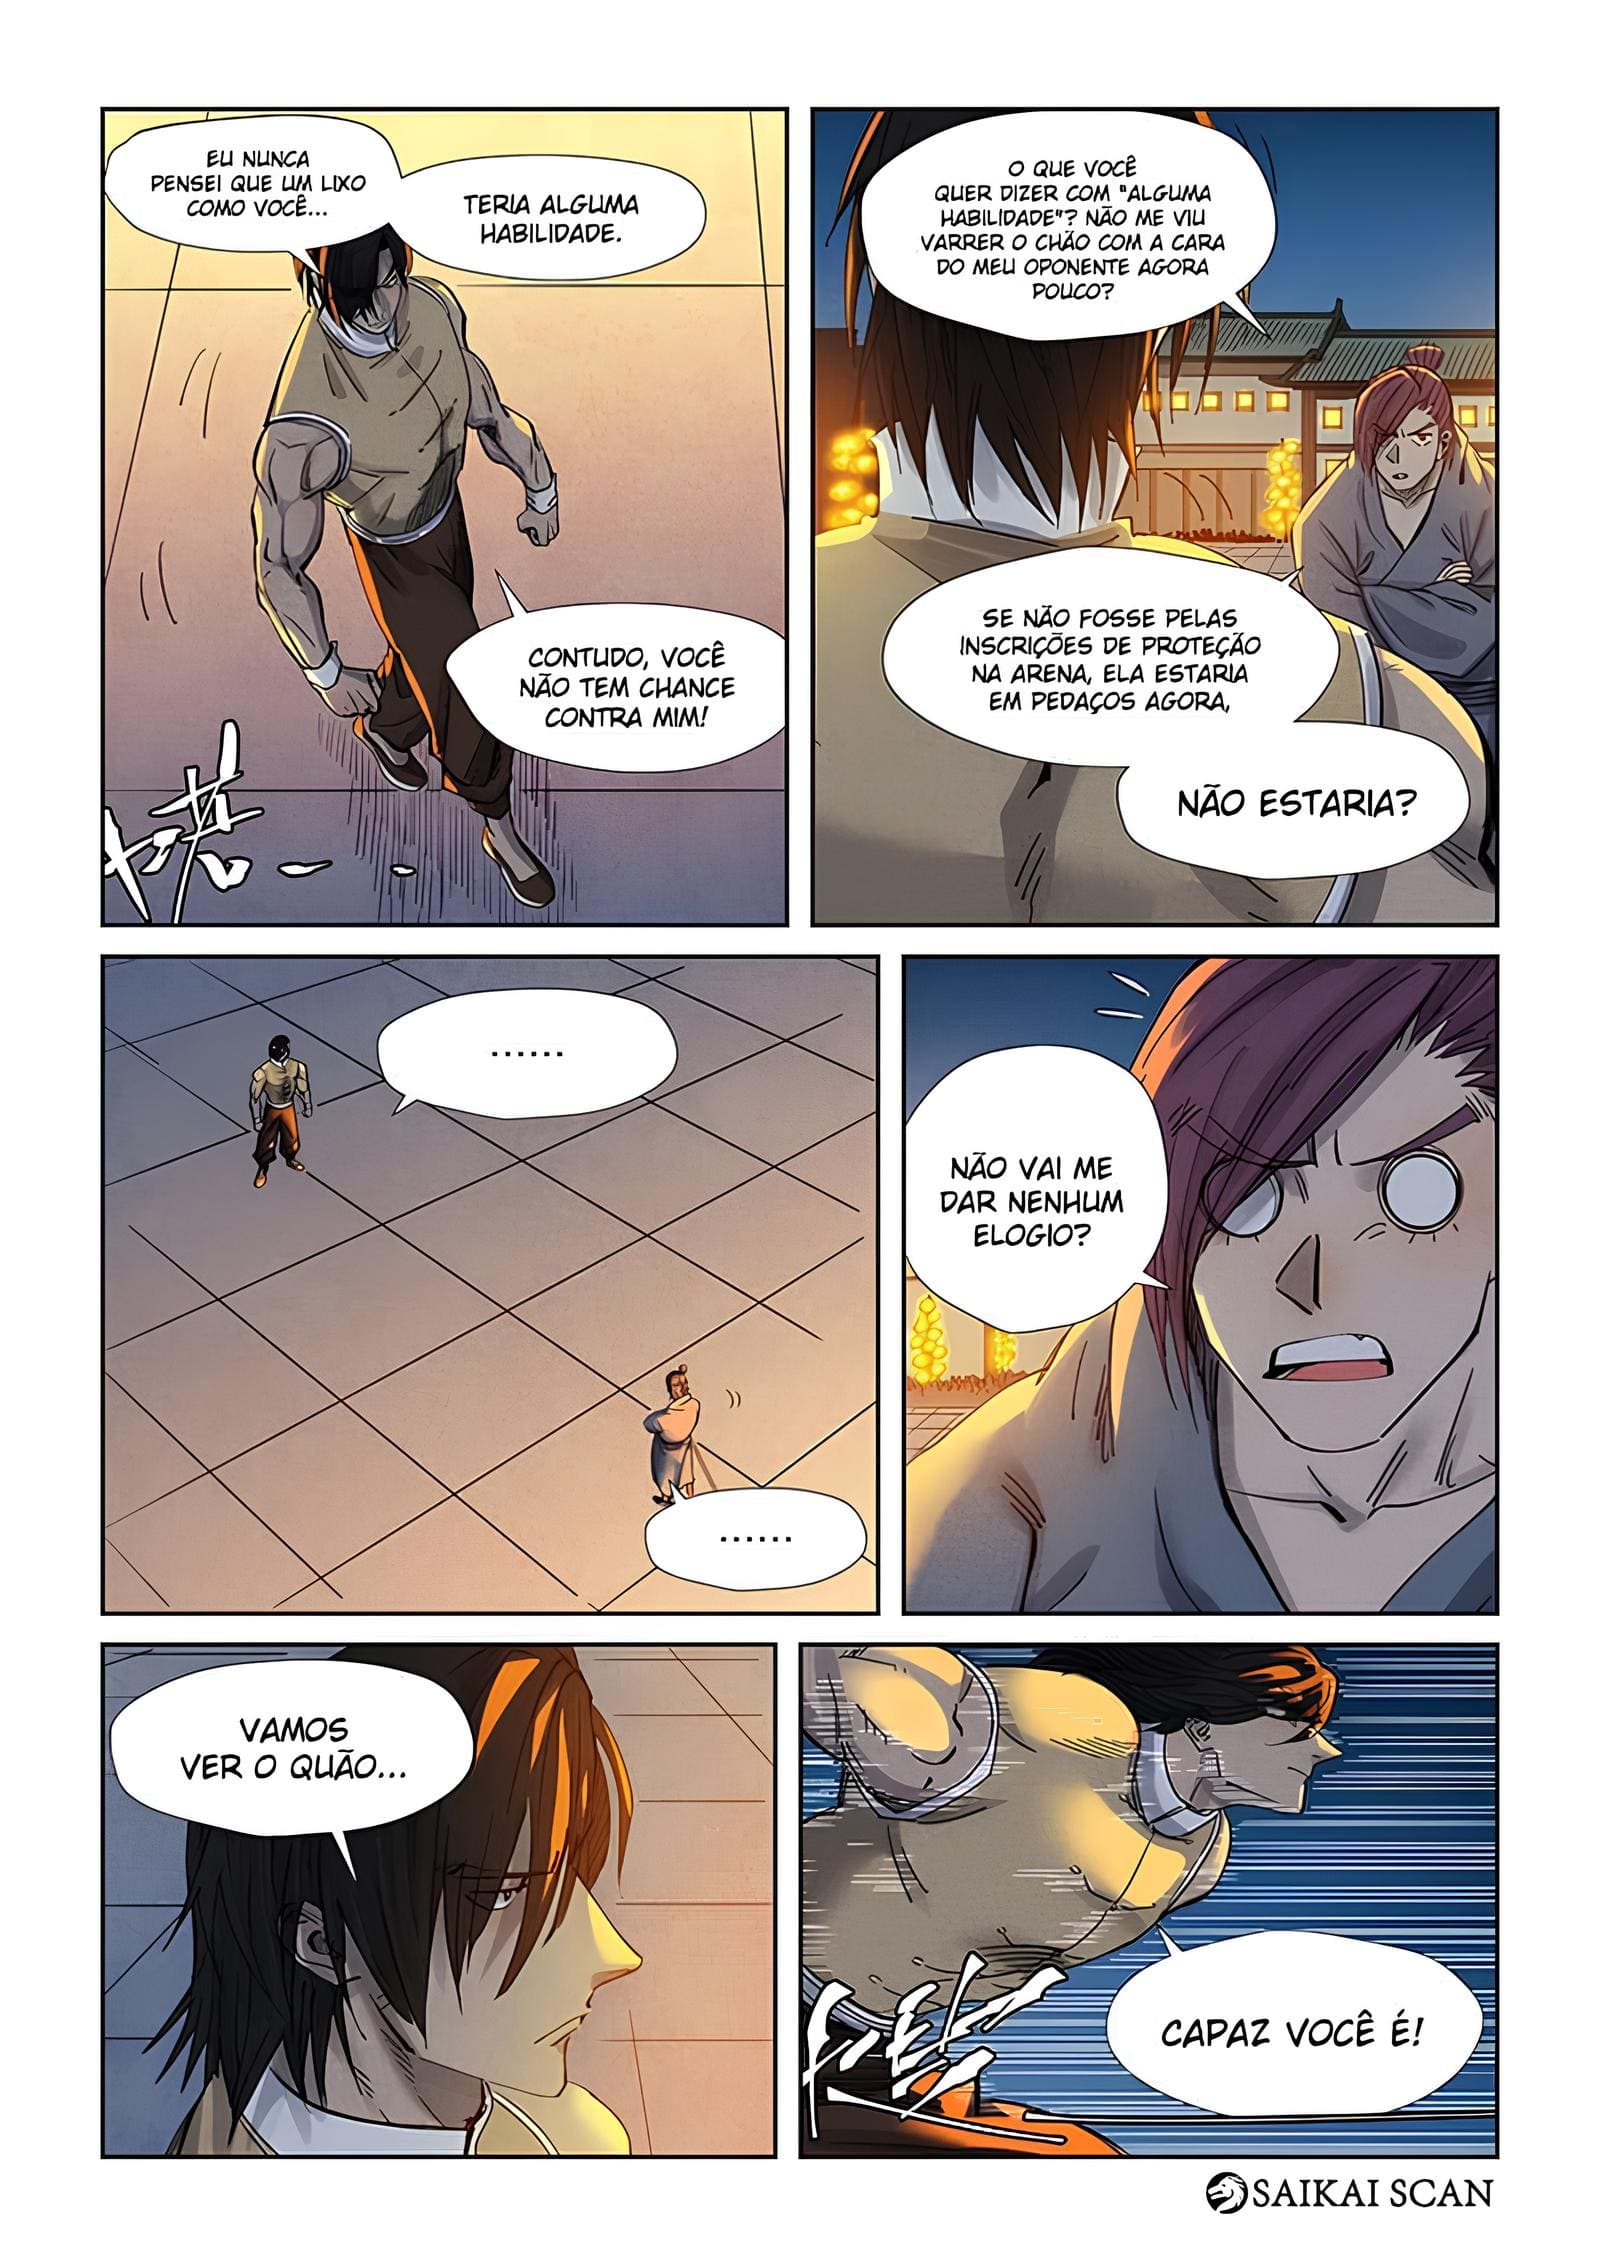 EU NUNCA
PENSEI QUE UM LIXO
COMO VOCÊ...
TERIA ALGUMA
HABILIDADE.
CONTUDO, VOCÊ
NÃO TEM CHANCE
CONTRA MIM!
O QUE VOCÊ
QUER DIZER COM "ALGUMA
HABILIDADE"? NÃO ME VIU
VARRER O CHÃO COM A CARA
DO MEU OPONENTE AGORA
POUCO?
SE NÃO FOSSE PELAS
INSCRIÇÕES DE PROTEÇÃO
NA ARENA, ELA ESTARIA
EM PEDAÇOS AGORA,
NÃO ESTARIA?
......
......
NÃO VAI ME
DAR NENHUM
ELOGIO?
VAMOS
VER O QUÃO...
CAPAZ VOCÊ É!
SAIKAI SCAN